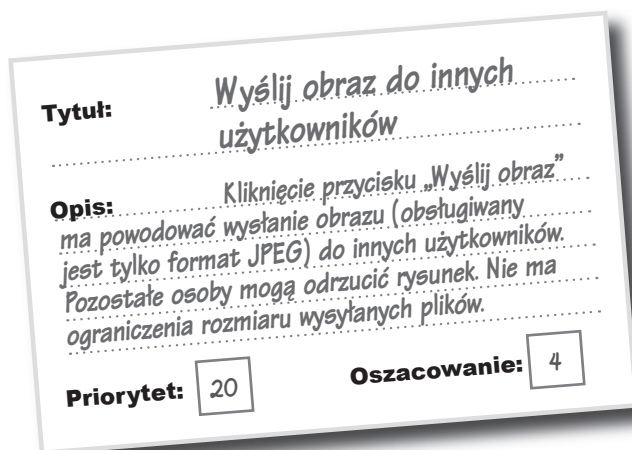 Tytuł: Wyślij obraz do innych
użytkowników
Opis: Kliknięcie przycisku „Wyślij obraz”
ma powodować wysłanie obrazu (obsługiwany
jest tylko format JPEG) do innych użytkowników.
Pozostałe osoby mogą odrzucić rysunek. Nie ma
ograniczenia rozmiaru wysyłanych plików.
Priorytet: 20 Oszacowanie: 4